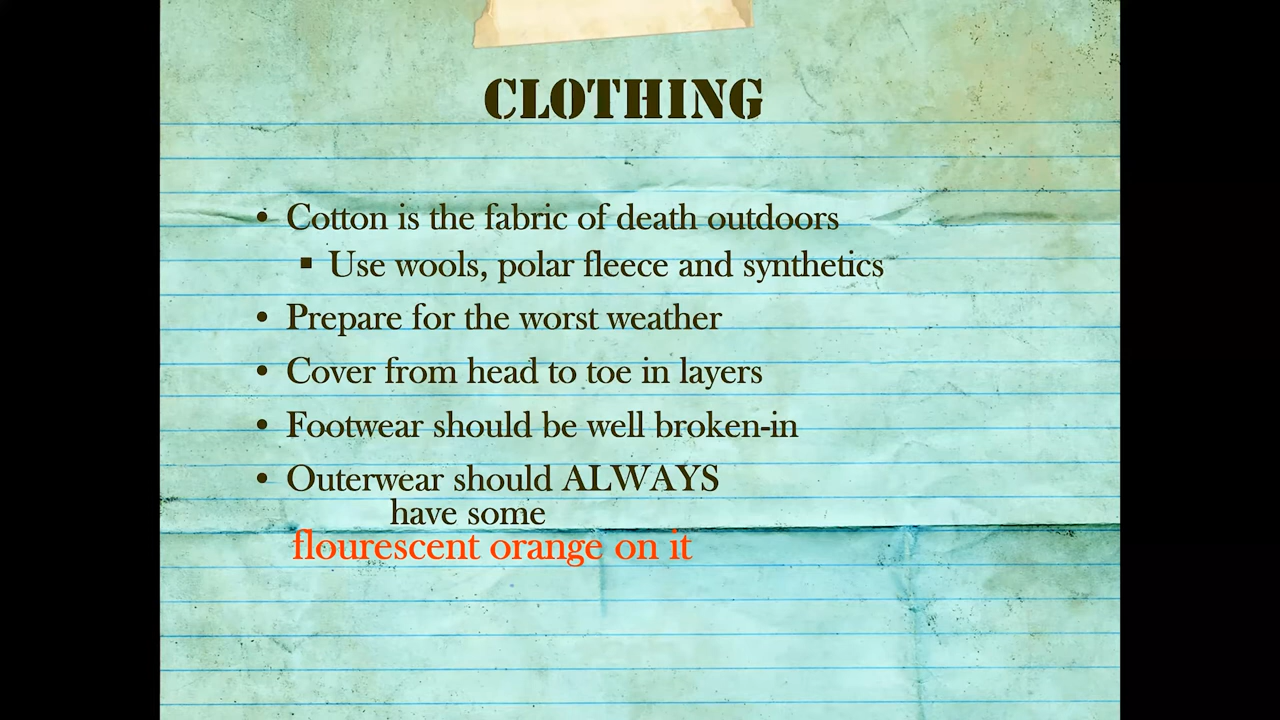 CLOTHING
• Cotton is the fabric of death outdoors
▪ Use wools, polar fleece and synthetics
• Prepare for the worst weather
• Cover from head to toe in layers
• Footwear should be well broken-in
• Outerwear should ALWAYS
have some
flourescent orange on it